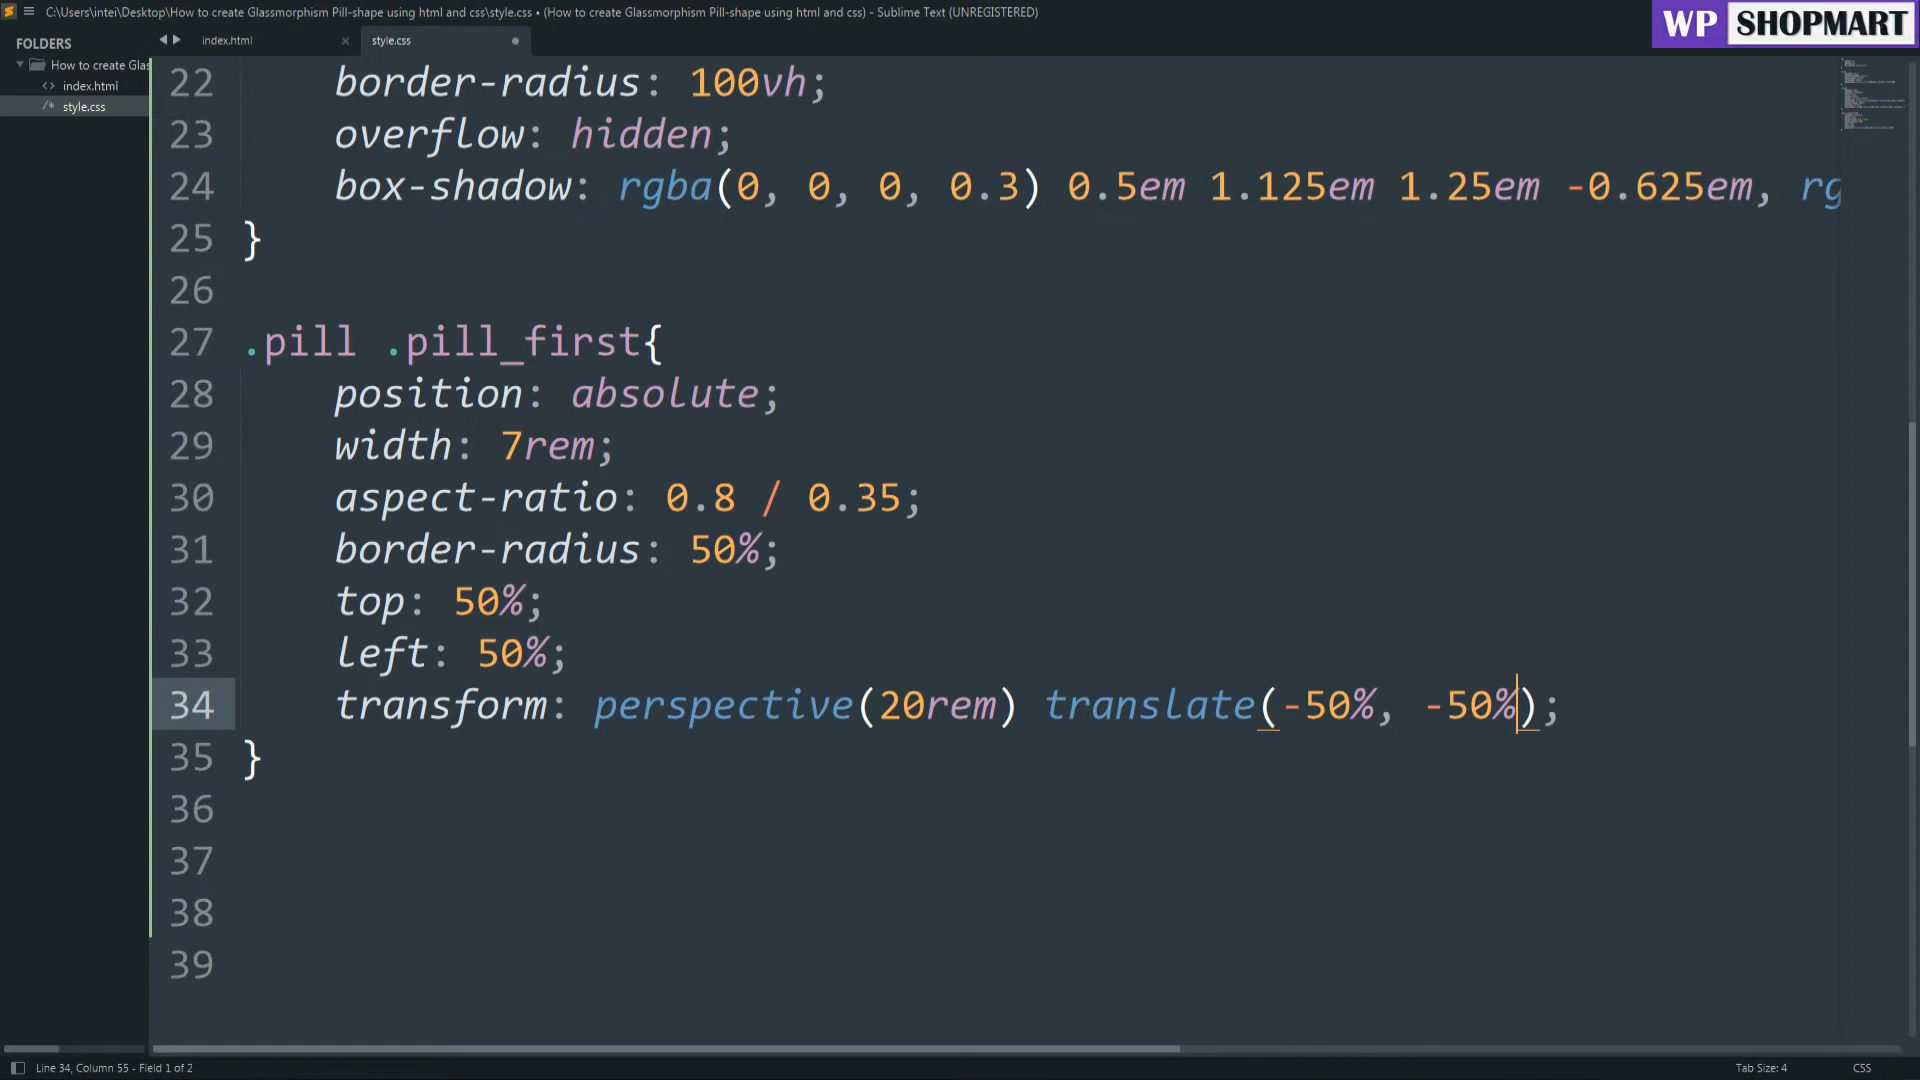 C:\Users\intei\Desktop\How to create Glassmorphism Pill-shape using html and css\style.css • (How to create Glassmorphism Pill-shape using html and css) - Sublime Text (UNREGISTERED)
WP SHOPMART
FOLDERS
How to create Glas
index.html
style.css
index.html
style.css
22 border-radius: 100vh;
23 overflow: hidden;
24 box-shadow: rgba(0, 0, 0, 0.3) 0.5em 1.125em 1.25em -0.625em, rg
25 }
26
27 .pill .pill_first{
28 position: absolute;
29 width: 7rem;
30 aspect-ratio: 0.8 / 0.35;
31 border-radius: 50%;
32 top: 50%;
33 left: 50%;
34 transform: perspective(20rem) translate(-50%, -50%);
35 }
36
37
38
39
Line 34, Column 55 - Field 1 of 2
Tab Size: 4
CSS